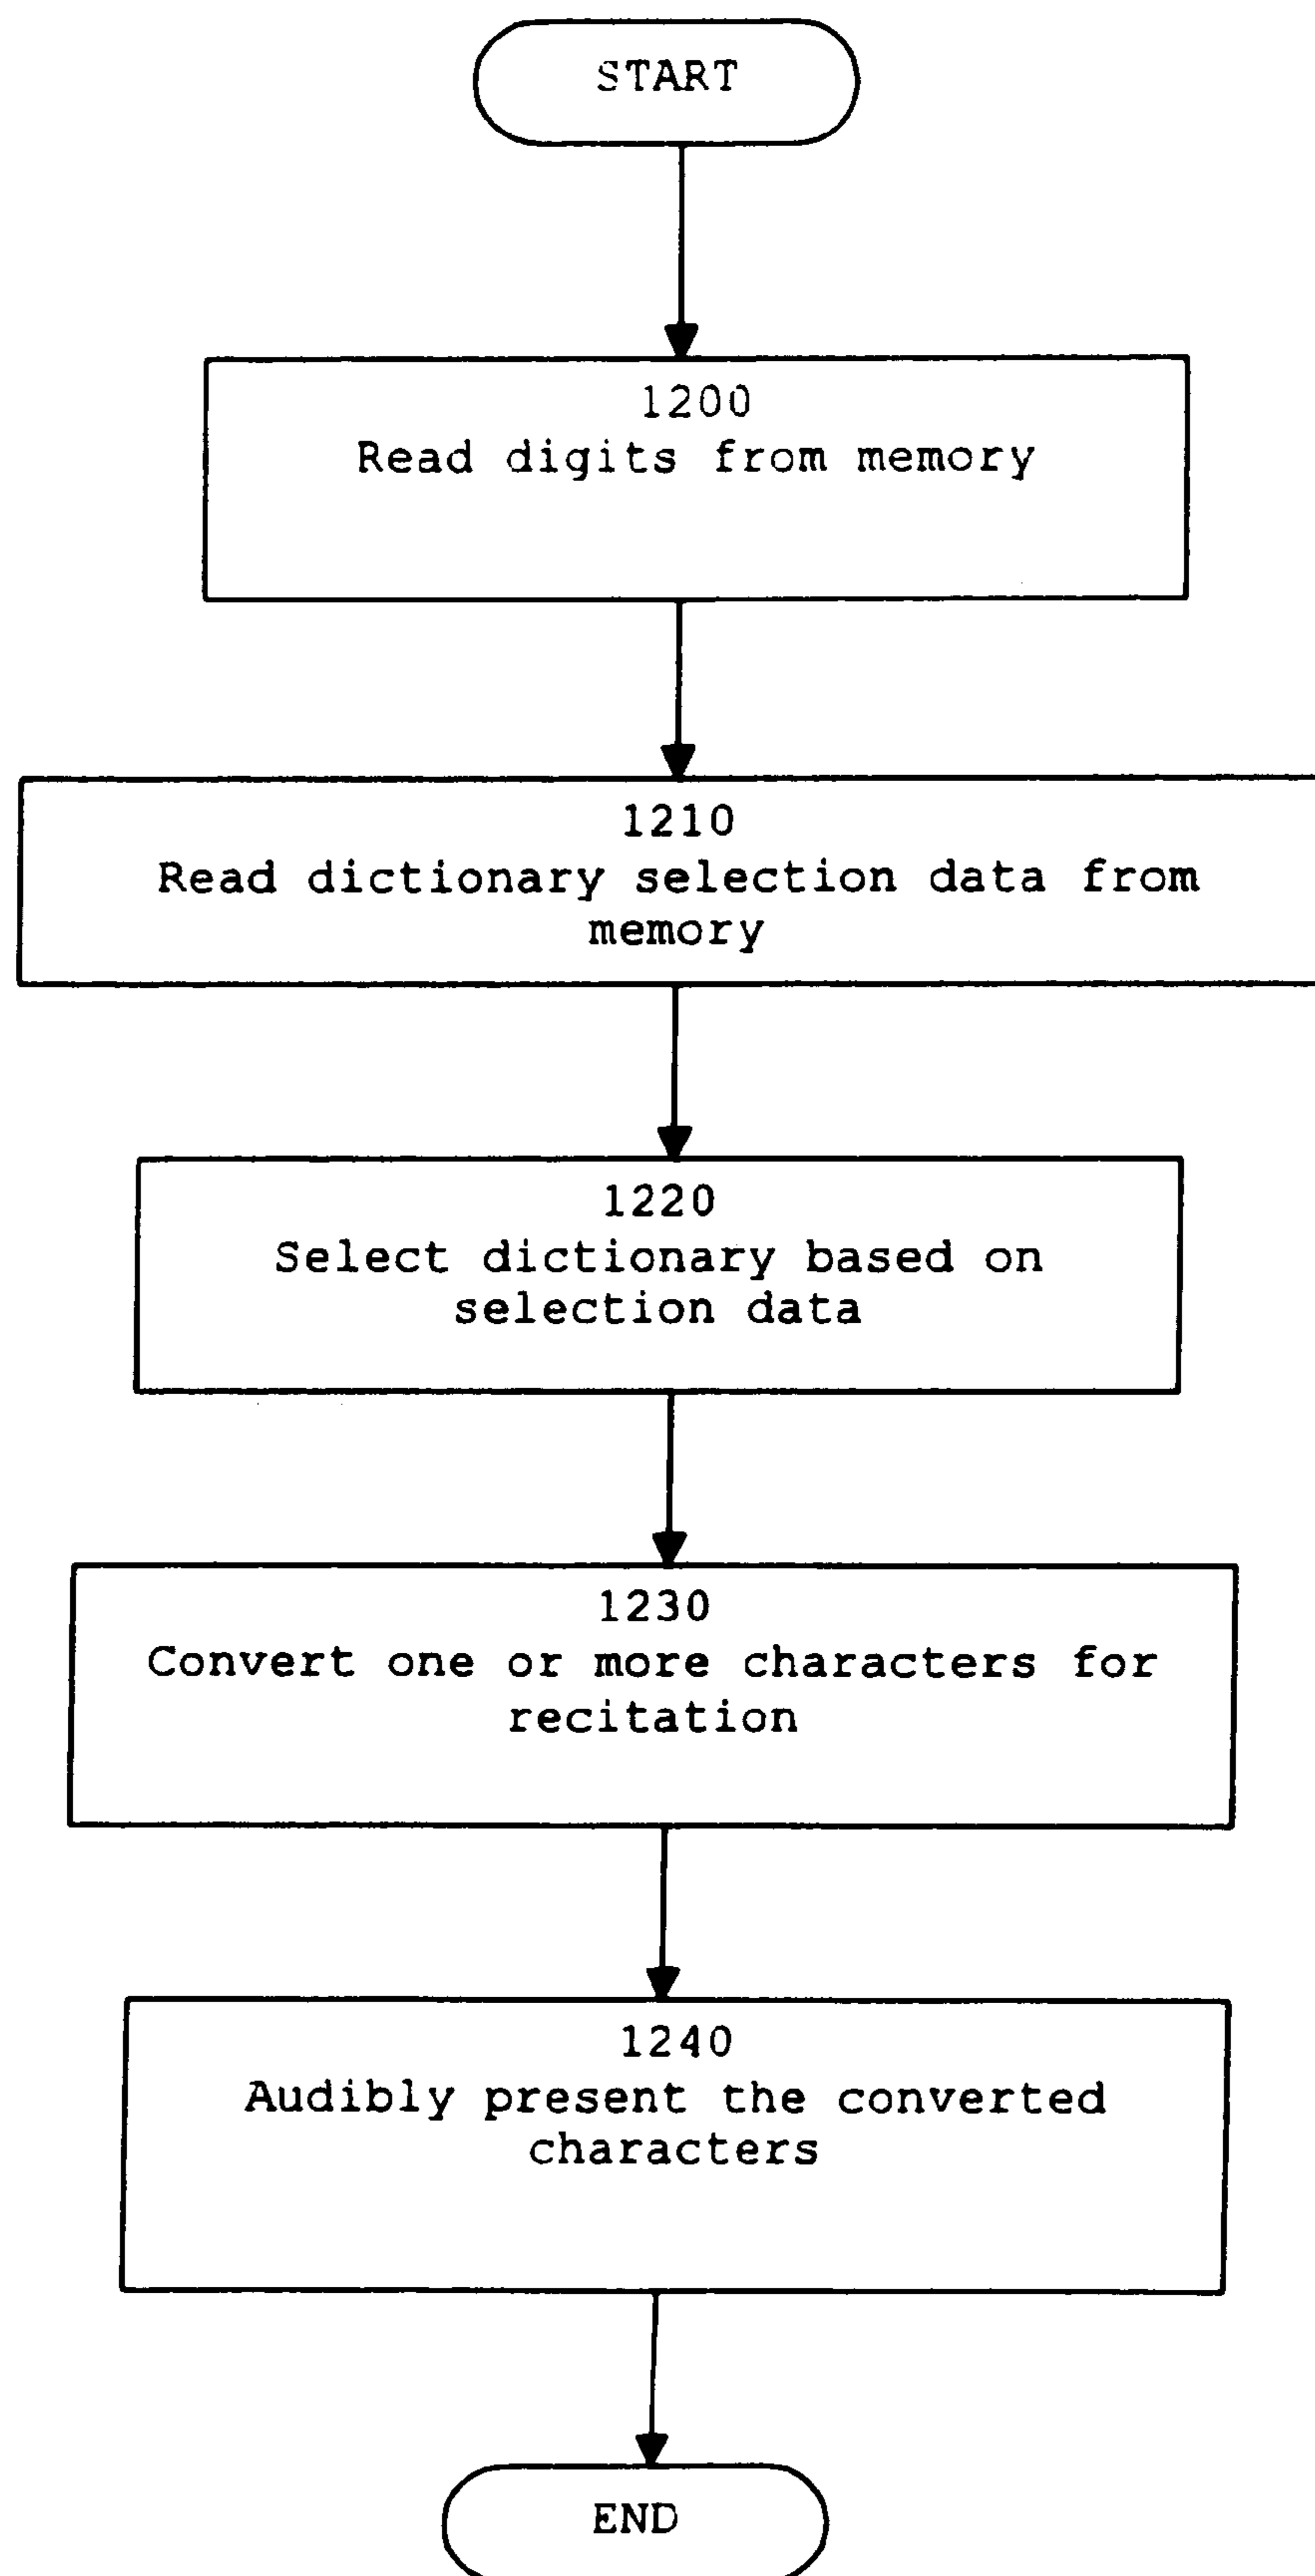 START
1200
Read digits from memory
1210
Read dictionary selection data from
memory
1220
Select dictionary based on
selection data
1230
Convert one or more characters for
recitation
1240
Audibly present the converted
characters
END